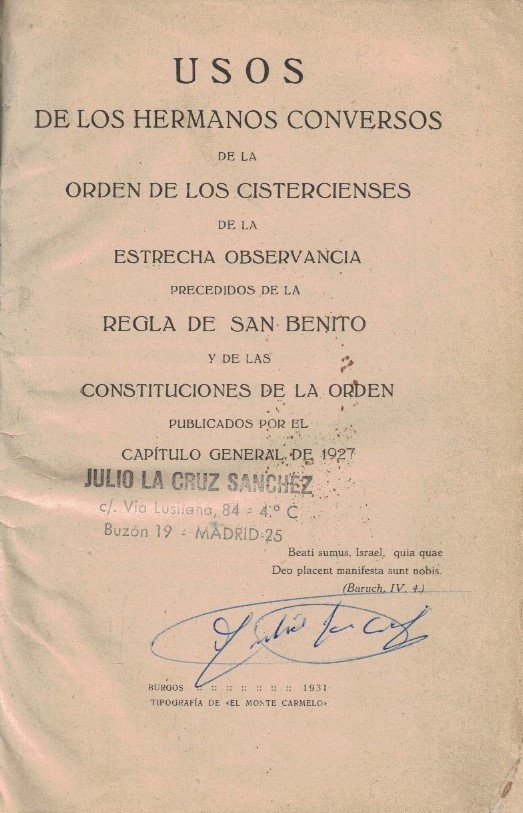 USOS
DE LOS HERMANOS CONVERSOS
DE LA
ORDEN DE LOS CISTERCIENSES
DE LA
ESTRECHA OBSERVANCIA
PRECEDIDOS DE LA
REGLA DE SAN BENITO
Y DE LAS
CONSTITUCIONES DE LA ORDEN
PUBLICADOS POR EL
CAPÍTULO GENERAL DE 1927
JULIO LA CRUZ SANCHEZ
c/. Vía Lusitana, 84 - 4.º C
Buzón 19 - MADRID-25
Beati sumus, Israel, quia quae
Deo placent manifesta sunt nobis.
(Baruch, IV, 4.)
BURGOS :: :: :: :: :: :: :: 1931
TIPOGRAFÍA DE «EL MONTE CARMELO»